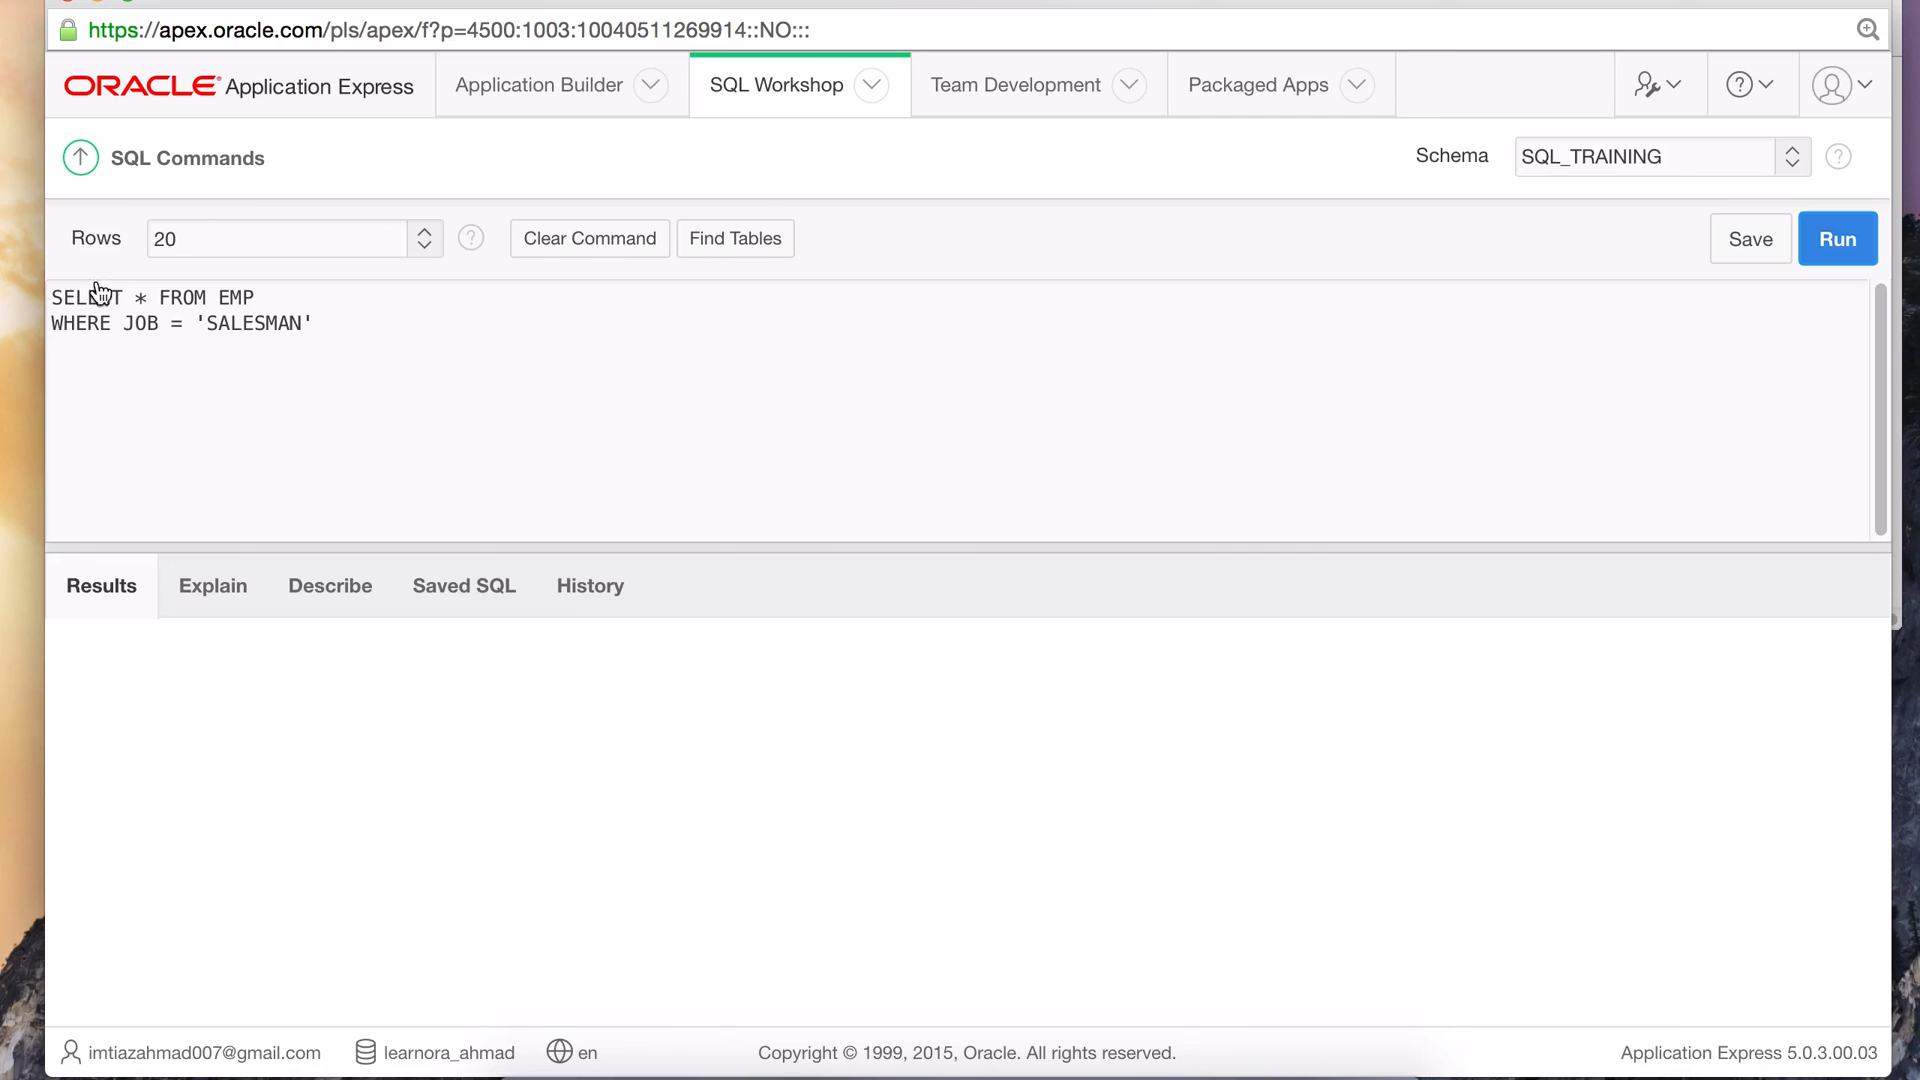 https://apex.oracle.com/pls/apex/f?p=4500:1003:10040511269914::NO:::
ORACLE Application Express Application Builder SQL Workshop Team Development Packaged Apps
SQL Commands Schema SQL_TRAINING
Rows 20 Clear Command Find Tables Save Run
SELECT * FROM EMP
WHERE JOB = 'SALESMAN'
Results Explain Describe Saved SQL History
imtiazahmad007@gmail.com learnora_ahmad en Copyright © 1999, 2015, Oracle. All rights reserved. Application Express 5.0.3.00.03